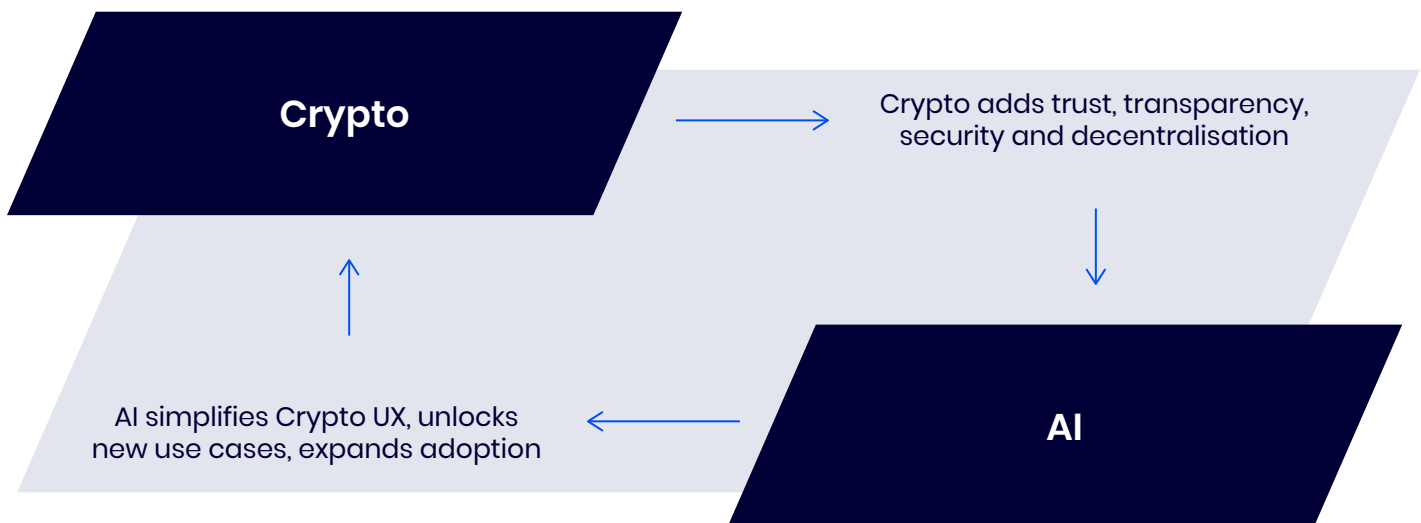 Crypto
Crypto adds trust, transparency,
security and decentralisation
AI simplifies Crypto UX, unlocks
new use cases, expands adoption
AI